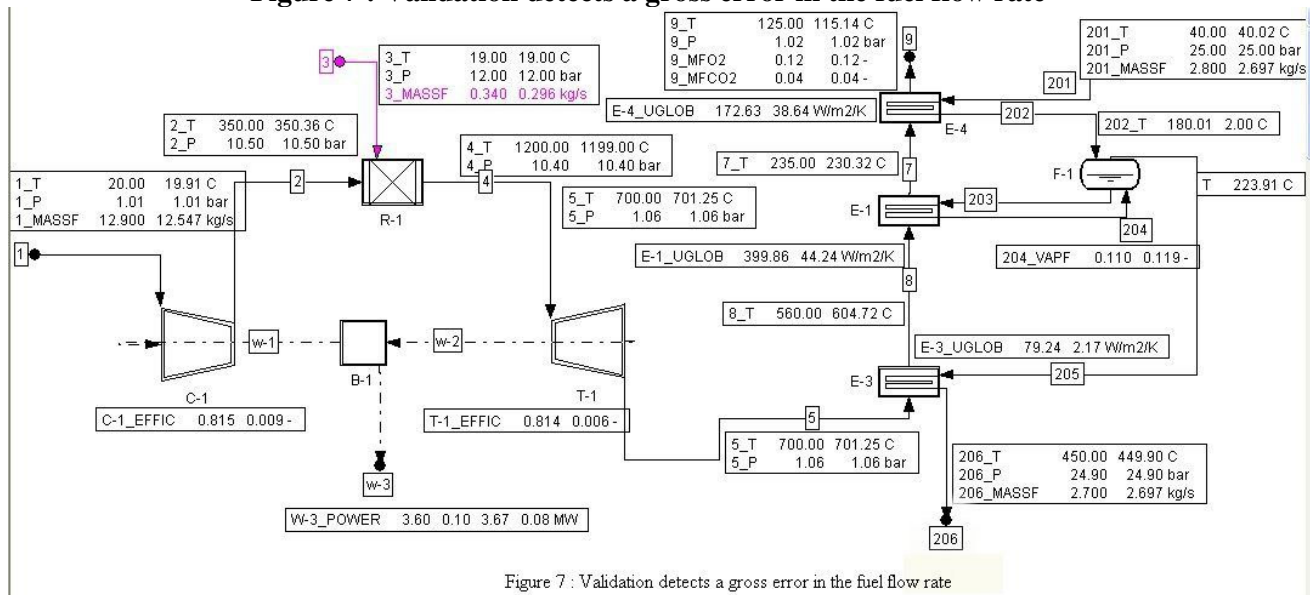 Figure 7 : Validation detects a gross error in the fuel flow rate
9_T 125.00 115.14 C
9_P 1.02 1.02 bar
9_MFO2 0.12 0.12 -
9_MFCO2 0.04 0.04 -
9
201_T 40.00 40.02 C
201_P 25.00 25.00 bar
201_MASSF 2.800 2.697 kg/s
201
3
3_T 19.00 19.00 C
3_P 12.00 12.00 bar
3_MASSF 0.340 0.296 kg/s
E-4_UGLOB 172.63 38.64 W/m2/K
E-4
202
202_T 180.01 2.00 C
2_T 350.00 350.36 C
2_P 10.50 10.50 bar
4_T 1200.00 1199.00 C
4_P 10.40 10.40 bar
7_T 235.00 230.32 C
7
F-1
T 223.91 C
1_T 20.00 19.91 C
1_P 1.01 1.01 bar
1_MASSF 12.900 12.547 kg/s
2
4
R-1
5_T 700.00 701.25 C
5_P 1.06 1.06 bar
E-1
203
204
1
E-1_UGLOB 399.86 44.24 W/m2/K
204_VAPF 0.110 0.119 -
8
8_T 560.00 604.72 C
w-1
w-2
E-3_UGLOB 79.24 2.17 W/m2/K
B-1
C-1
T-1
E-3
205
C-1_EFFIC 0.815 0.009 -
T-1_EFFIC 0.814 0.006 -
5
5_T 700.00 701.25 C
5_P 1.06 1.06 bar
206_T 450.00 449.90 C
206_P 24.90 24.90 bar
206_MASSF 2.700 2.697 kg/s
w-3
W-3_POWER 3.60 0.10 3.67 0.08 MW
206
Figure 7 : Validation detects a gross error in the fuel flow rate